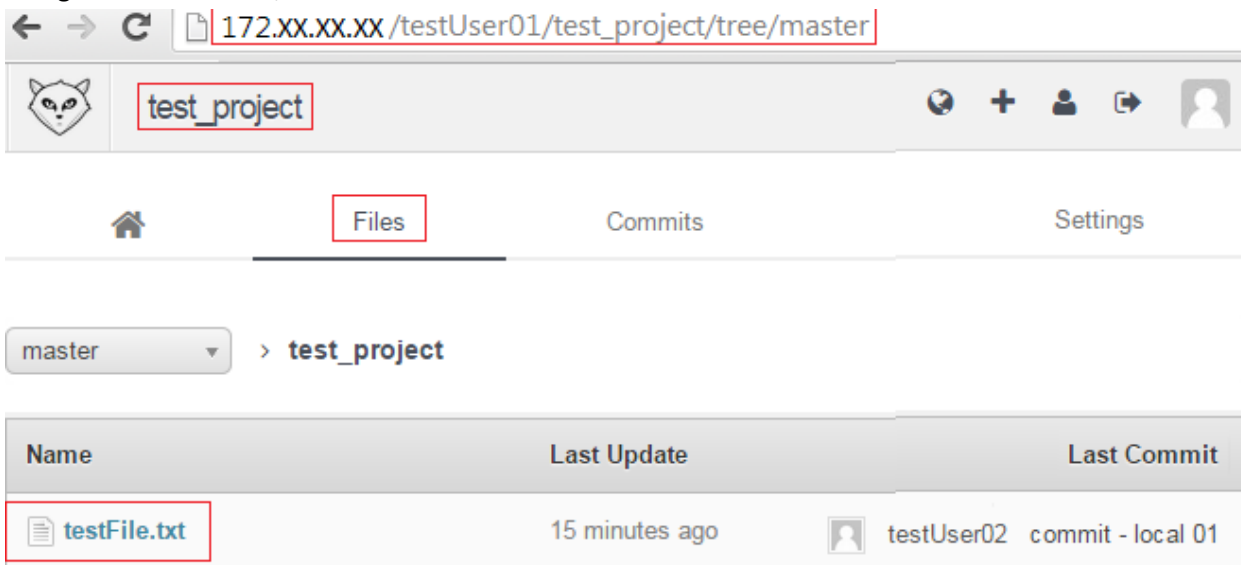 172.XX.XX.XX /testUser01/test_project/tree/master
test_project
Files Commits Settings
master > test_project
Name Last Update Last Commit
testFile.txt 15 minutes ago testUser02 commit - local 01